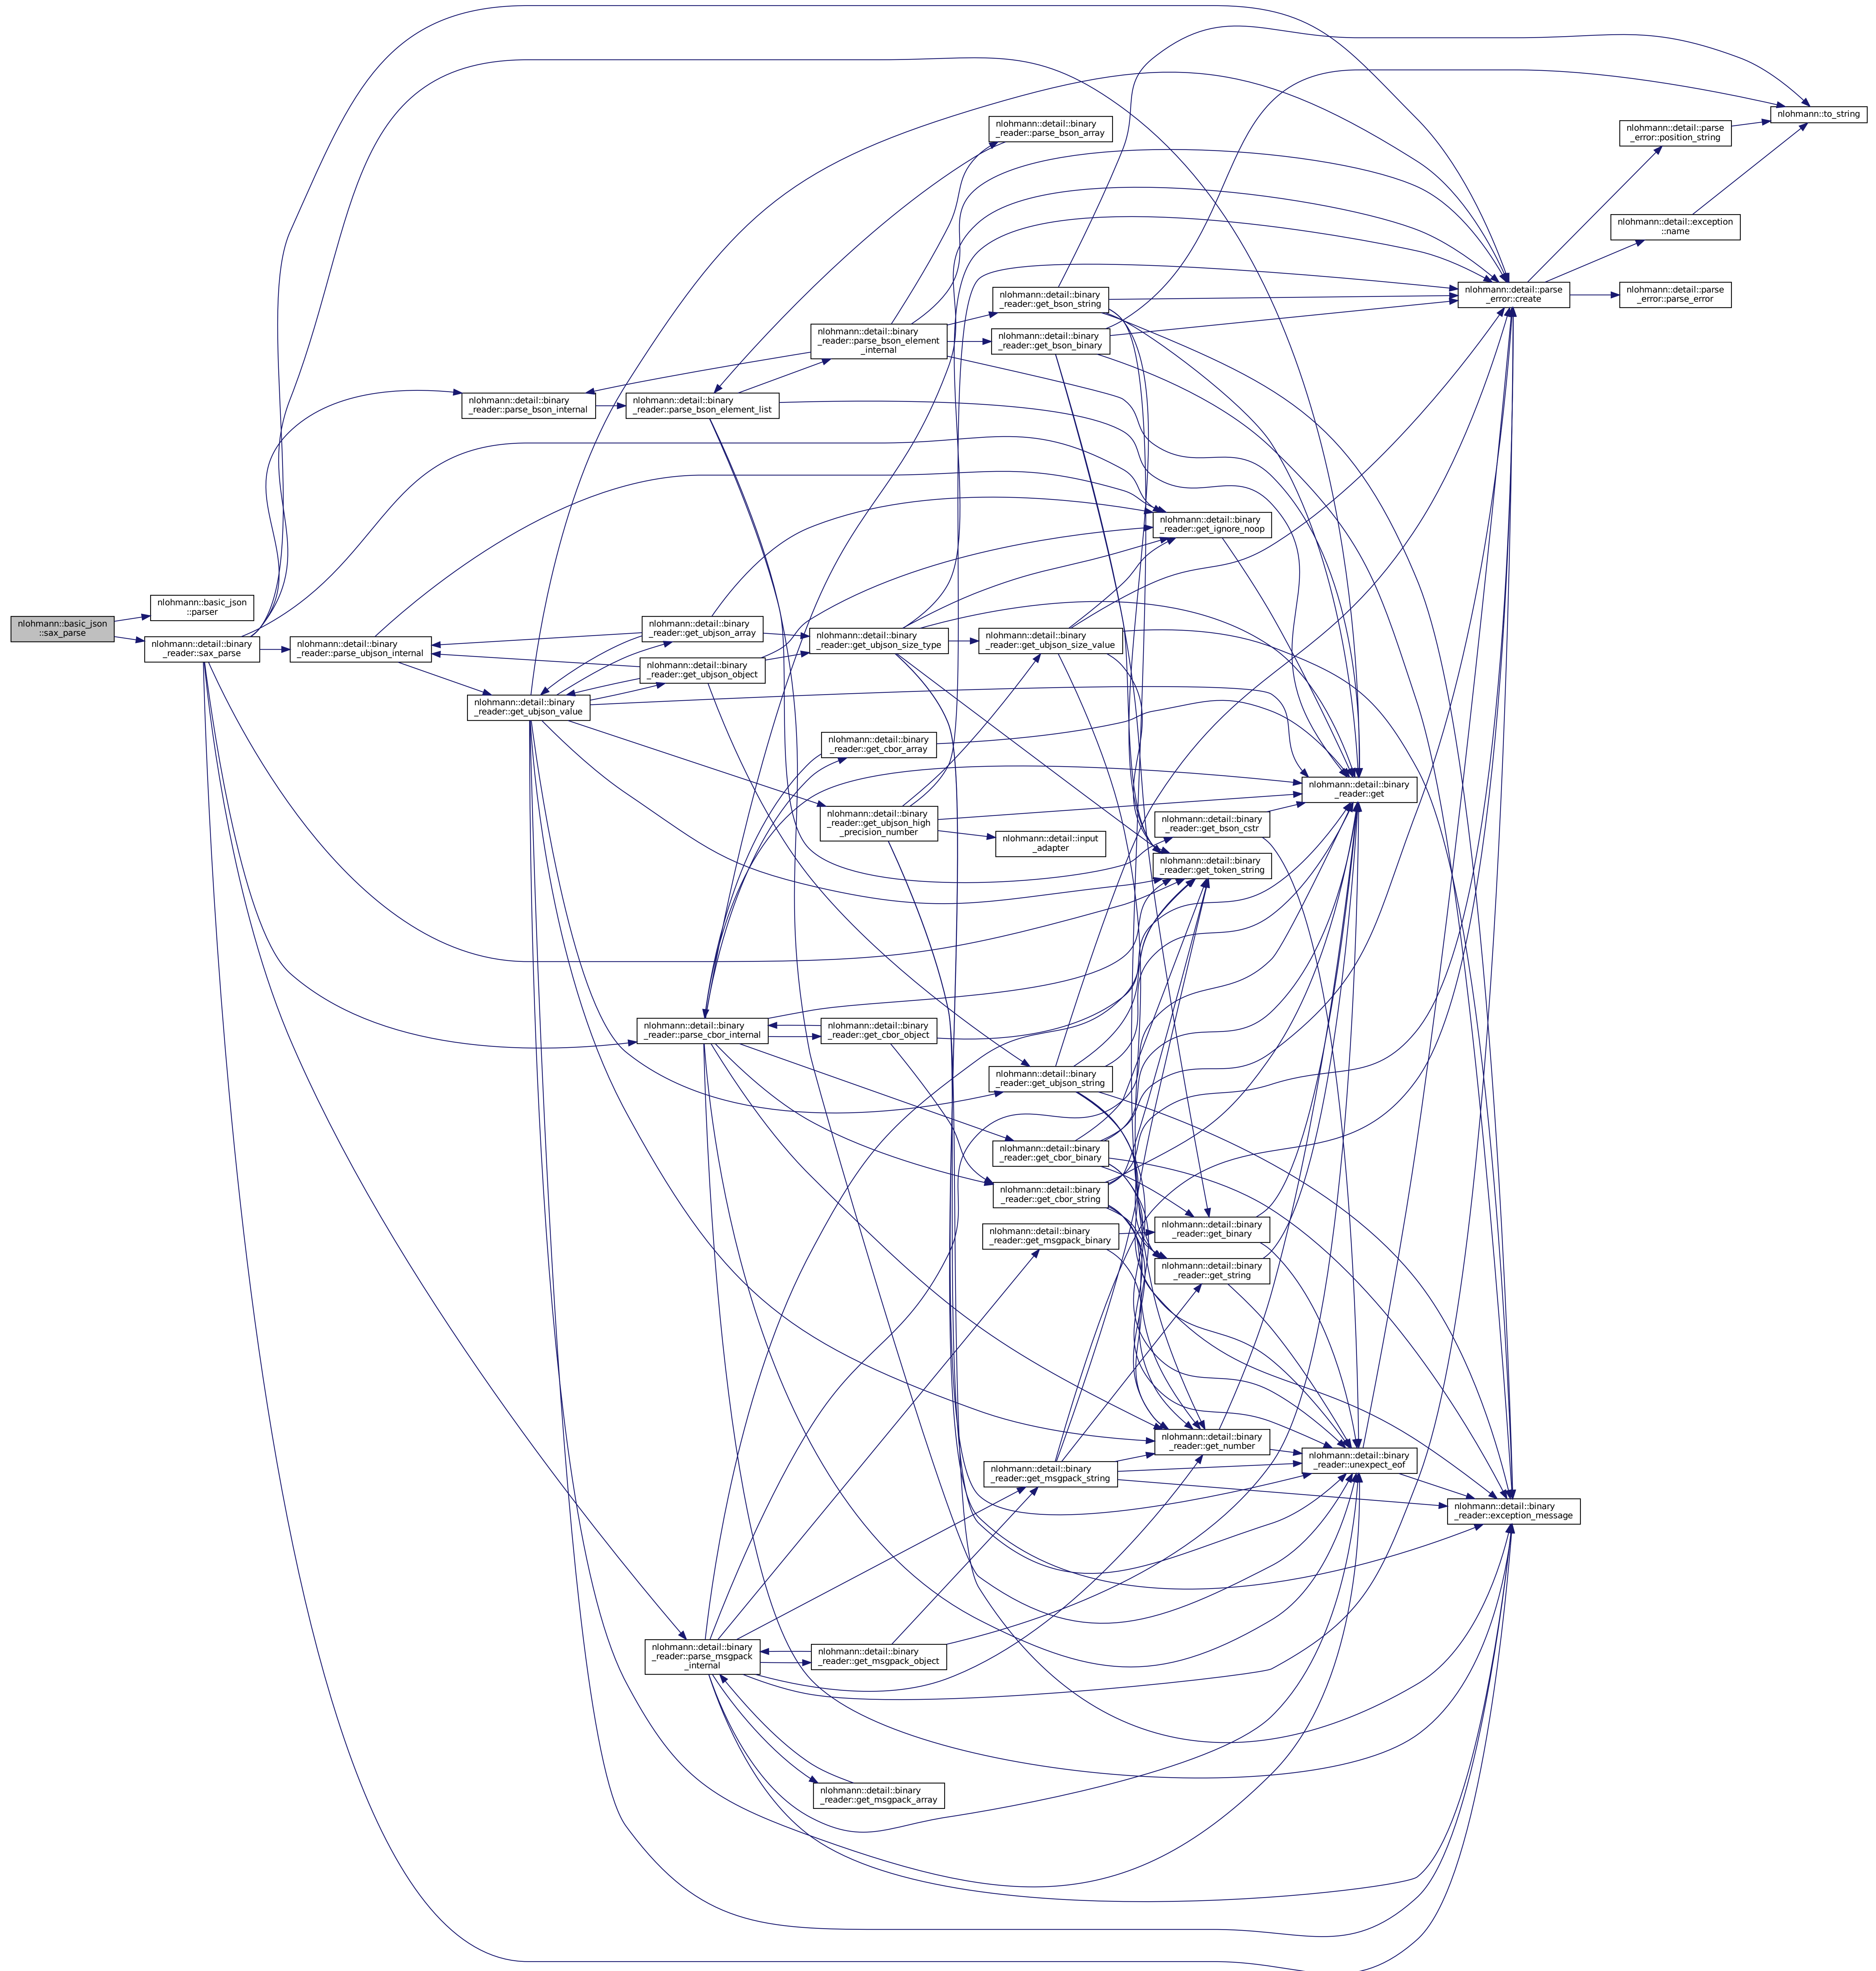 nlohmann::basic_json
::sax_parse
nlohmann::basic_json
::parser
nlohmann::detail::binary
_reader::sax_parse
nlohmann::detail::binary
_reader::parse_ubjson_internal
nlohmann::detail::binary
_reader::parse_bson_internal
nlohmann::detail::binary
_reader::get_ubjson_value
nlohmann::detail::binary
_reader::parse_bson_element_list
nlohmann::detail::binary
_reader::get_ubjson_array
nlohmann::detail::binary
_reader::get_ubjson_object
nlohmann::detail::binary
_reader::parse_cbor_internal
nlohmann::detail::binary
_reader::parse_msgpack
_internal
nlohmann::detail::binary
_reader::parse_bson_element
_internal
nlohmann::detail::binary
_reader::get_ubjson_size_type
nlohmann::detail::binary
_reader::get_cbor_array
nlohmann::detail::binary
_reader::get_ubjson_high
_precision_number
nlohmann::detail::binary
_reader::get_cbor_object
nlohmann::detail::binary
_reader::get_msgpack_object
nlohmann::detail::binary
_reader::get_msgpack_array
nlohmann::detail::binary
_reader::parse_bson_array
nlohmann::detail::binary
_reader::get_bson_string
nlohmann::detail::binary
_reader::get_bson_binary
nlohmann::detail::binary
_reader::get_ubjson_size_value
nlohmann::detail::input
_adapter
nlohmann::detail::binary
_reader::get_ubjson_string
nlohmann::detail::binary
_reader::get_cbor_binary
nlohmann::detail::binary
_reader::get_cbor_string
nlohmann::detail::binary
_reader::get_msgpack_binary
nlohmann::detail::binary
_reader::get_msgpack_string
nlohmann::detail::binary
_reader::get_ignore_noop
nlohmann::detail::binary
_reader::get_bson_cstr
nlohmann::detail::binary
_reader::get_token_string
nlohmann::detail::binary
_reader::get_binary
nlohmann::detail::binary
_reader::get_string
nlohmann::detail::binary
_reader::get_number
nlohmann::detail::binary
_reader::get
nlohmann::detail::binary
_reader::unexpect_eof
nlohmann::detail::parse
_error::create
nlohmann::detail::binary
_reader::exception_message
nlohmann::detail::parse
_error::position_string
nlohmann::detail::exception
::name
nlohmann::detail::parse
_error::parse_error
nlohmann::to_string